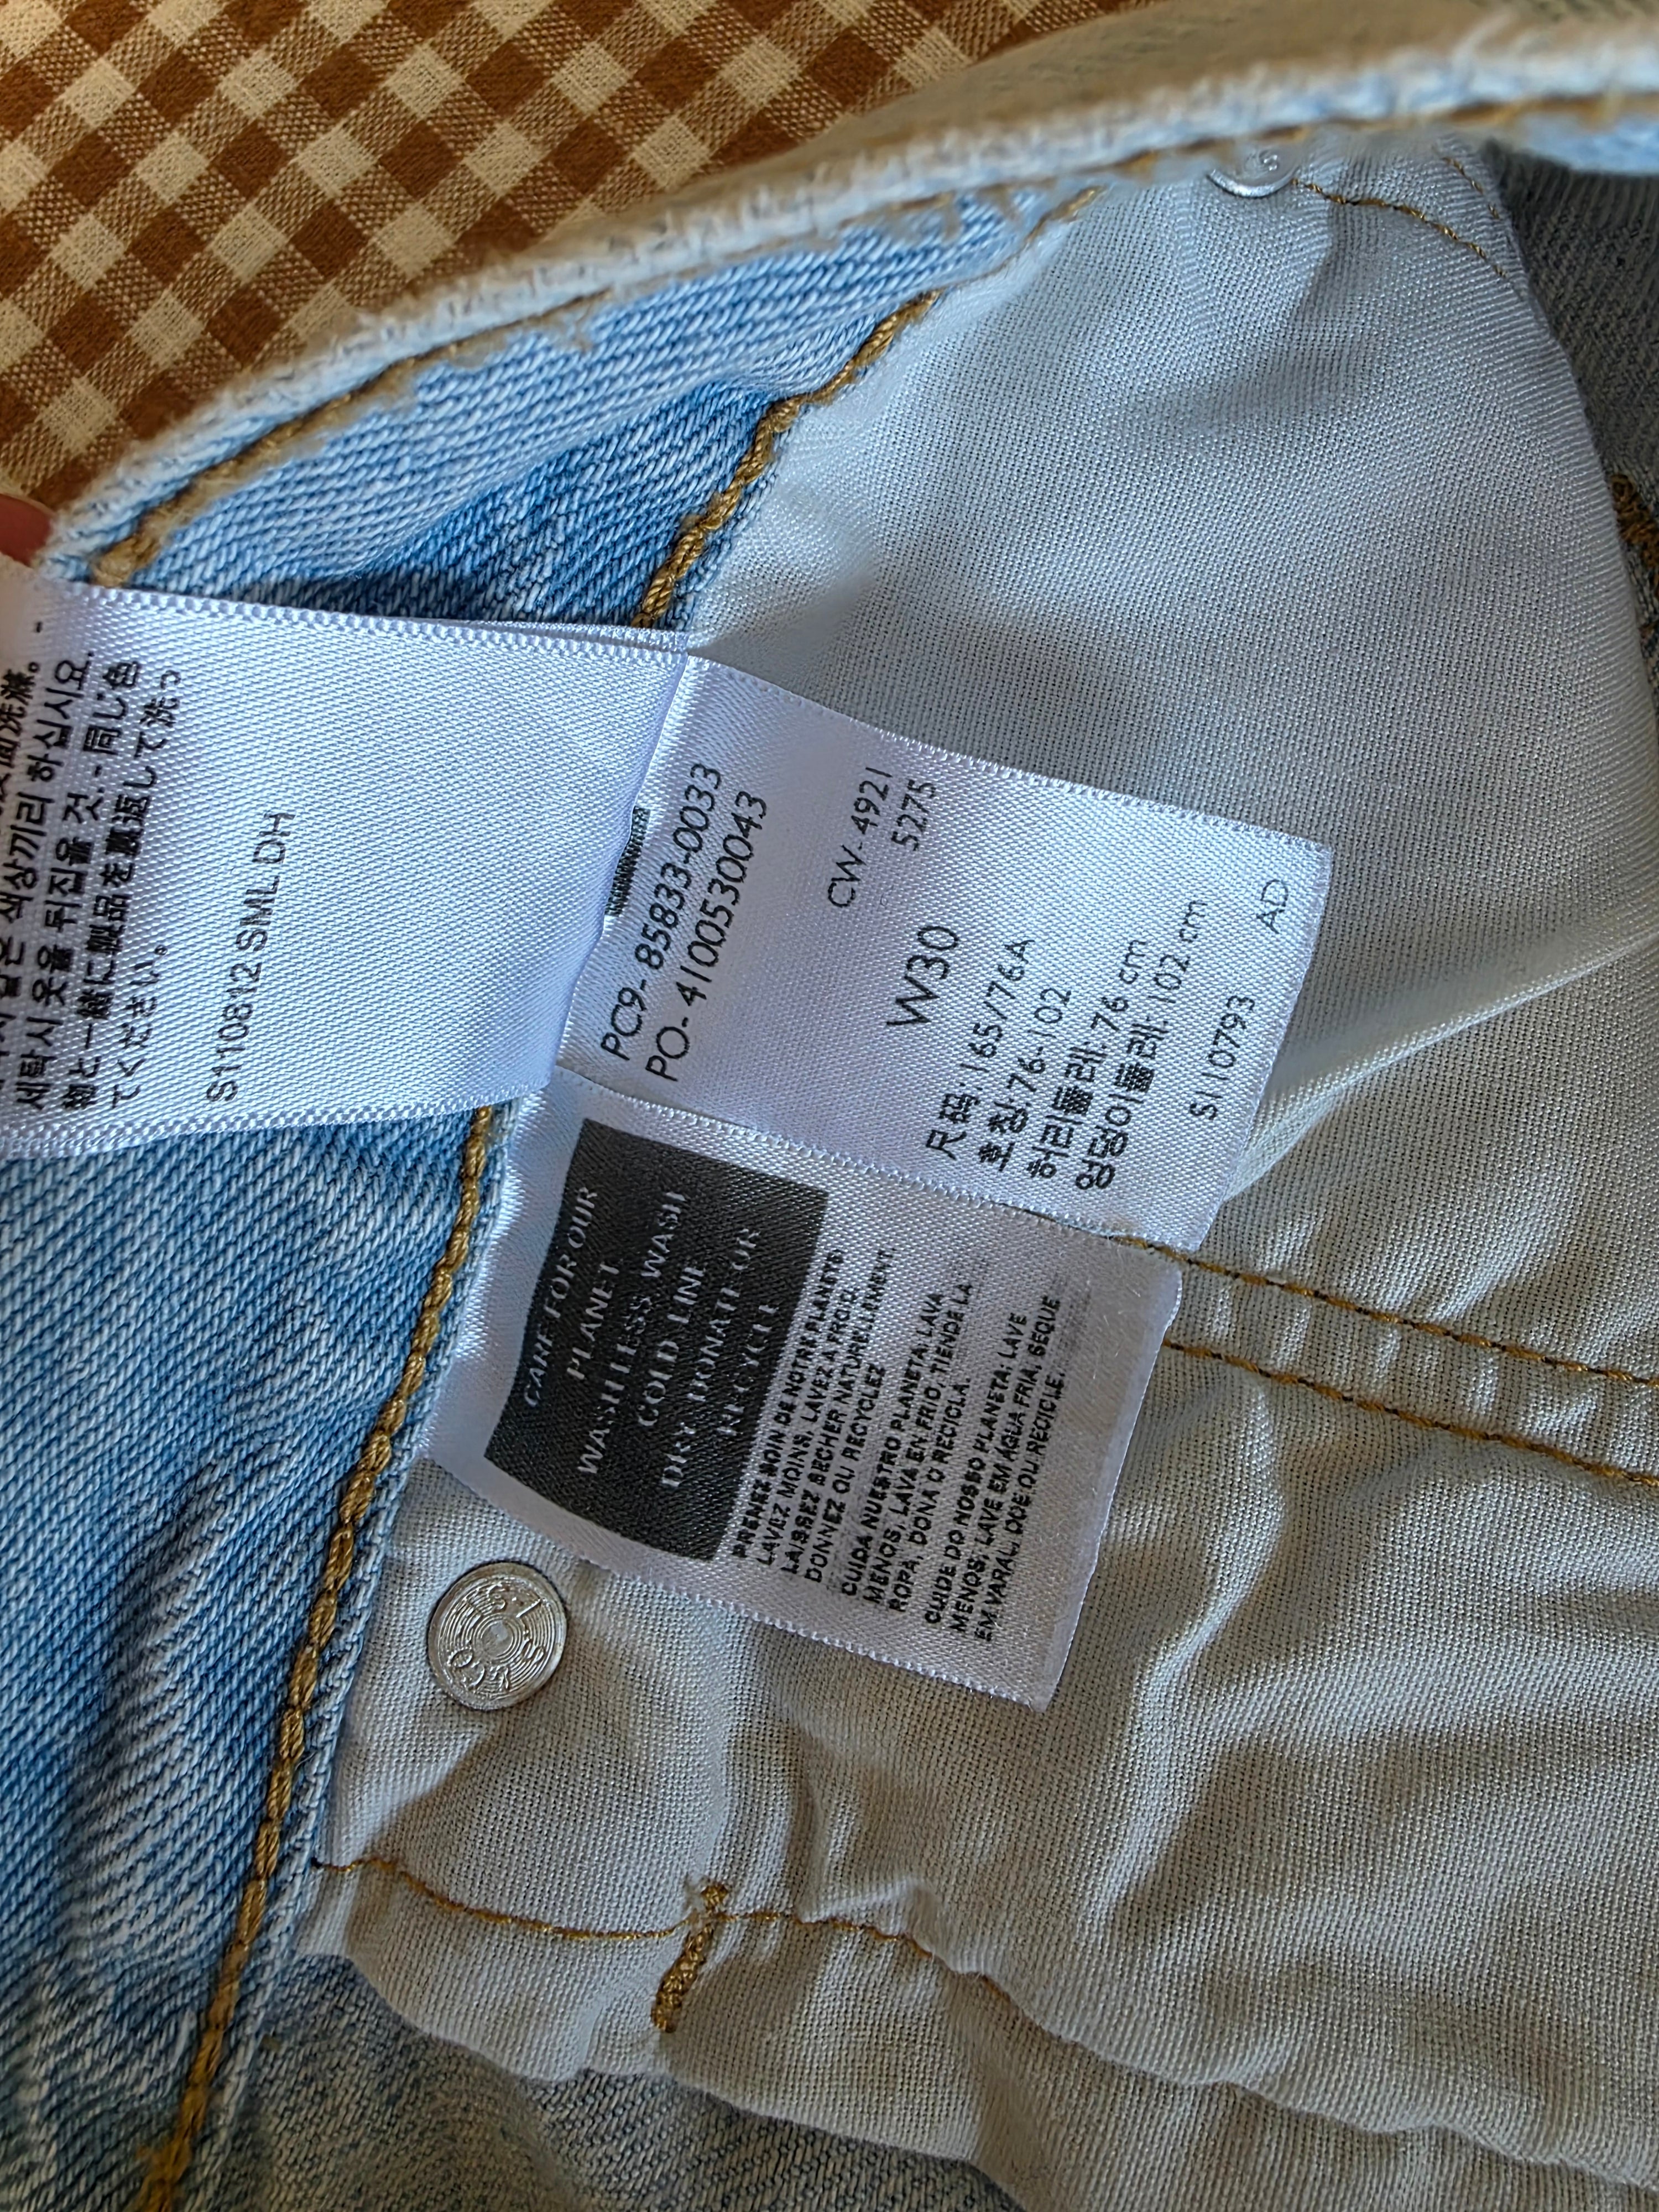 세탁시 옷을 뒤집을 것. - 同じ色
物と一緒に製品を裏返して洗っ
てください。
S110812 SML DH
PC9- 85833-0033
PO- 4100530043
CW- 4921
5275
W30
尺码: 165/76A
호칭:76-102
허리둘레:76 cm
엉덩이둘레:102 cm
S110793 AD
CARE FOR OUR
PLANET
WASH LESS, WASH
COLD, LINE
DRY, DONATE OR
RECYCLE
PRENEZ SOIN DE NOTRE PLANETE:
LAVEZ MOINS, LAVEZ A FROID,
LAISSEZ SECHER NATURELLEMENT,
DONNEZ OU RECYCLEZ
CUIDA NUESTRO PLANETA. LAVA
MENOS, LAVA EN FRIO, TIENDE LA
ROPA, DONA O RECICLA.
CUIDE DO NOSSO PLANETA: LAVE
MENOS, LAVE EM AGUA FRIA, SEQUE
EM VARAL, DOE OU RECICLE.